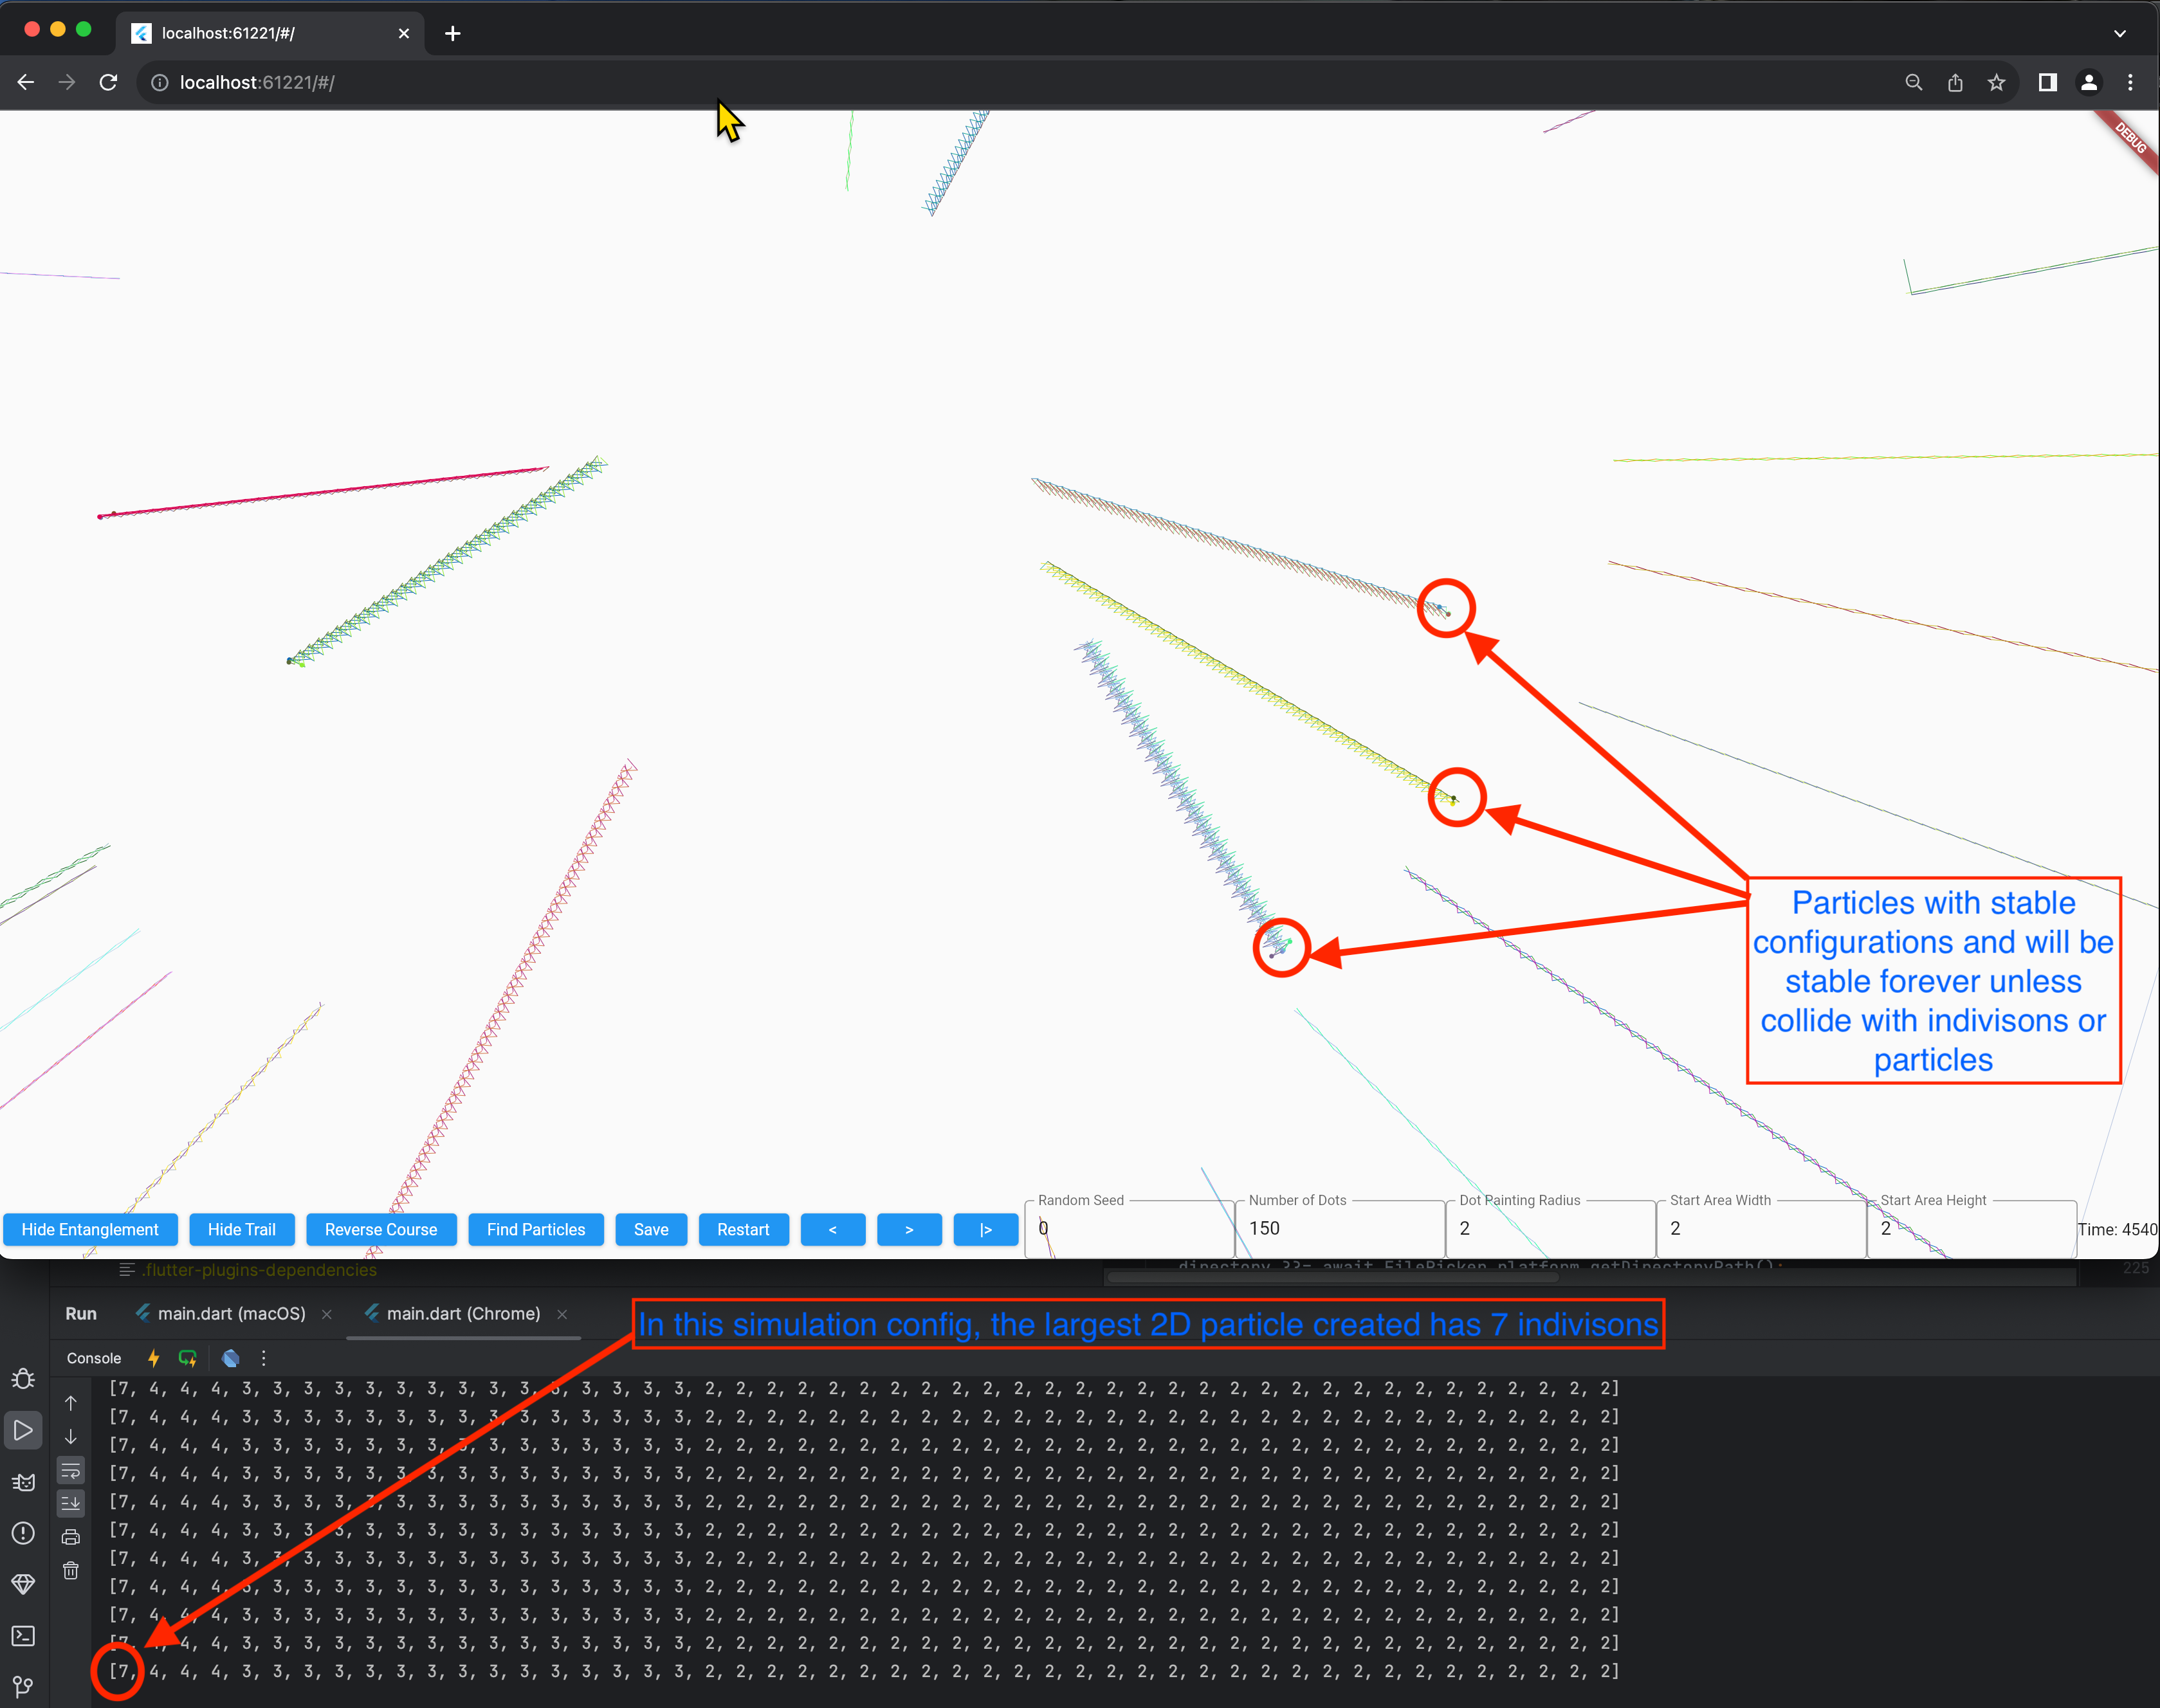 localhost:61221/#/
localhost:61221/#/
DEBUG
Particles with stable
configurations and will be
stable forever unless
collide with indivisons or
particles
Hide Entanglement Hide Trail Reverse Course Find Particles Save Restart < > |>
Random Seed
0
Number of Dots
150
Dot Painting Radius
2
Start Area Width
2
Start Area Height
2
Time: 4540
.flutter-plugins-dependencies
directory ??= await FilePicker.platform.getDirectoryPath();
225
Run main.dart (macOS) main.dart (Chrome)
In this simulation config, the largest 2D particle created has 7 indivisons
Console
[7, 4, 4, 4, 3, 3, 3, 3, 3, 3, 3, 3, 3, 3, 3, 3, 3, 3, 3, 2, 2, 2, 2, 2, 2, 2, 2, 2, 2, 2, 2, 2, 2, 2, 2, 2, 2, 2, 2, 2, 2, 2, 2, 2, 2, 2, 2, 2, 2]
[7, 4, 4, 4, 3, 3, 3, 3, 3, 3, 3, 3, 3, 3, 3, 3, 3, 3, 3, 2, 2, 2, 2, 2, 2, 2, 2, 2, 2, 2, 2, 2, 2, 2, 2, 2, 2, 2, 2, 2, 2, 2, 2, 2, 2, 2, 2, 2, 2]
[7, 4, 4, 4, 3, 3, 3, 3, 3, 3, 3, 3, 3, 3, 3, 3, 3, 3, 3, 2, 2, 2, 2, 2, 2, 2, 2, 2, 2, 2, 2, 2, 2, 2, 2, 2, 2, 2, 2, 2, 2, 2, 2, 2, 2, 2, 2, 2, 2]
[7, 4, 4, 4, 3, 3, 3, 3, 3, 3, 3, 3, 3, 3, 3, 3, 3, 3, 3, 2, 2, 2, 2, 2, 2, 2, 2, 2, 2, 2, 2, 2, 2, 2, 2, 2, 2, 2, 2, 2, 2, 2, 2, 2, 2, 2, 2, 2, 2]
[7, 4, 4, 4, 3, 3, 3, 3, 3, 3, 3, 3, 3, 3, 3, 3, 3, 3, 3, 2, 2, 2, 2, 2, 2, 2, 2, 2, 2, 2, 2, 2, 2, 2, 2, 2, 2, 2, 2, 2, 2, 2, 2, 2, 2, 2, 2, 2, 2]
[7, 4, 4, 4, 3, 3, 3, 3, 3, 3, 3, 3, 3, 3, 3, 3, 3, 3, 3, 2, 2, 2, 2, 2, 2, 2, 2, 2, 2, 2, 2, 2, 2, 2, 2, 2, 2, 2, 2, 2, 2, 2, 2, 2, 2, 2, 2, 2, 2]
[7, 4, 4, 4, 3, 3, 3, 3, 3, 3, 3, 3, 3, 3, 3, 3, 3, 3, 3, 2, 2, 2, 2, 2, 2, 2, 2, 2, 2, 2, 2, 2, 2, 2, 2, 2, 2, 2, 2, 2, 2, 2, 2, 2, 2, 2, 2, 2, 2]
[7, 4, 4, 4, 3, 3, 3, 3, 3, 3, 3, 3, 3, 3, 3, 3, 3, 3, 3, 2, 2, 2, 2, 2, 2, 2, 2, 2, 2, 2, 2, 2, 2, 2, 2, 2, 2, 2, 2, 2, 2, 2, 2, 2, 2, 2, 2, 2, 2]
[7, 4, 4, 4, 3, 3, 3, 3, 3, 3, 3, 3, 3, 3, 3, 3, 3, 3, 3, 2, 2, 2, 2, 2, 2, 2, 2, 2, 2, 2, 2, 2, 2, 2, 2, 2, 2, 2, 2, 2, 2, 2, 2, 2, 2, 2, 2, 2, 2]
[7, 4, 4, 4, 3, 3, 3, 3, 3, 3, 3, 3, 3, 3, 3, 3, 3, 3, 3, 2, 2, 2, 2, 2, 2, 2, 2, 2, 2, 2, 2, 2, 2, 2, 2, 2, 2, 2, 2, 2, 2, 2, 2, 2, 2, 2, 2, 2, 2]
[7, 4, 4, 4, 3, 3, 3, 3, 3, 3, 3, 3, 3, 3, 3, 3, 3, 3, 3, 2, 2, 2, 2, 2, 2, 2, 2, 2, 2, 2, 2, 2, 2, 2, 2, 2, 2, 2, 2, 2, 2, 2, 2, 2, 2, 2, 2, 2, 2]